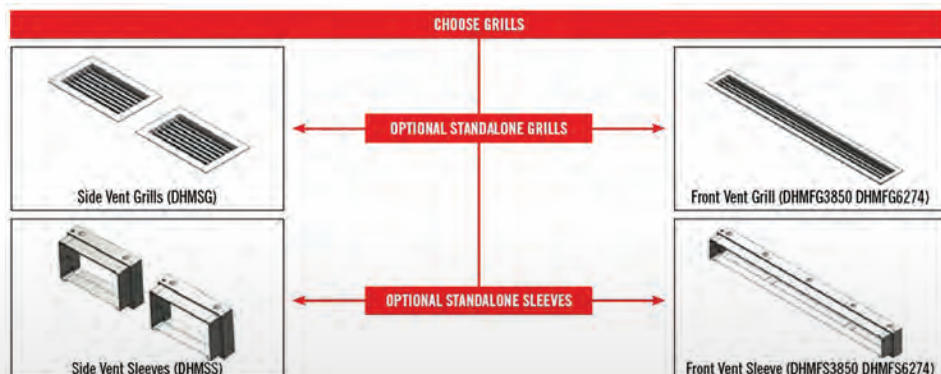 CHOOSE GRILLS
OPTIONAL STANDALONE GRILLS
Side Vent Grills (DHMSG)
Front Vent Grill (DHMFG3850 DHMFG6274)
OPTIONAL STANDALONE SLEEVES
Side Vent Sleeves (DHMSS)
Front Vent Sleeve (DHMFS3850 DHMFS6274)